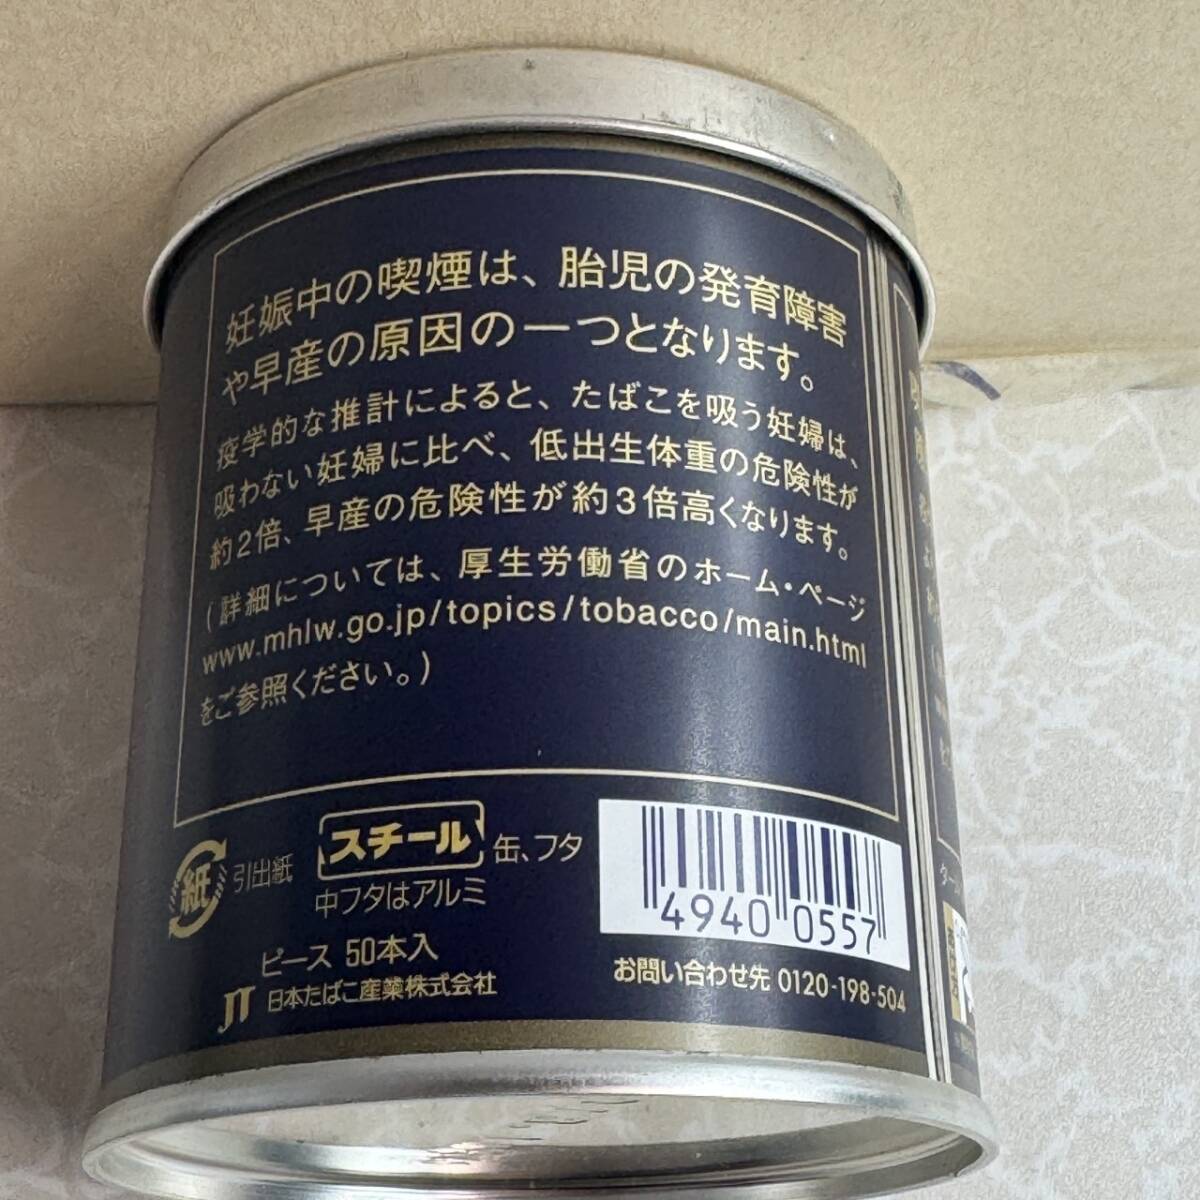 妊娠中の喫煙は、胎児の発育障害
や早産の原因の一つとなります。
疫学的な推計によると、たばこを吸う妊婦は、
吸わない妊婦に比べ、低出生体重の危険性が
約2倍、早産の危険性が約3倍高くなります。
(詳細については、厚生労働省のホーム・ページ
www.mhlw.go.jp/topics/tobacco/main.html
をご参照ください。)
紙 引出紙
スチール 缶、フタ
中フタはアルミ
4940 0557
ピース 50本入
JT 日本たばこ産業株式会社
お問い合わせ先 0120-198-504